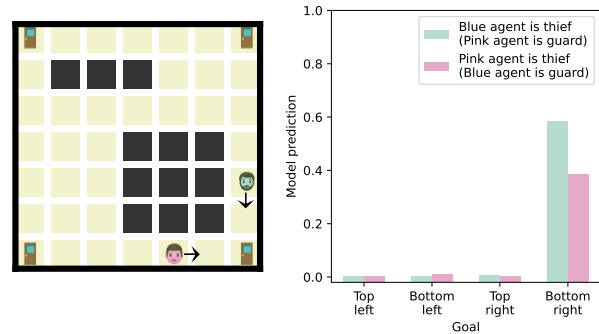 1.0
0.8
0.6
0.4
0.2
0.0
Model prediction
Blue agent is thief
(Pink agent is guard)
Pink agent is thief
(Blue agent is guard)
Top
left
Bottom
left
Top
right
Bottom
right
Goal